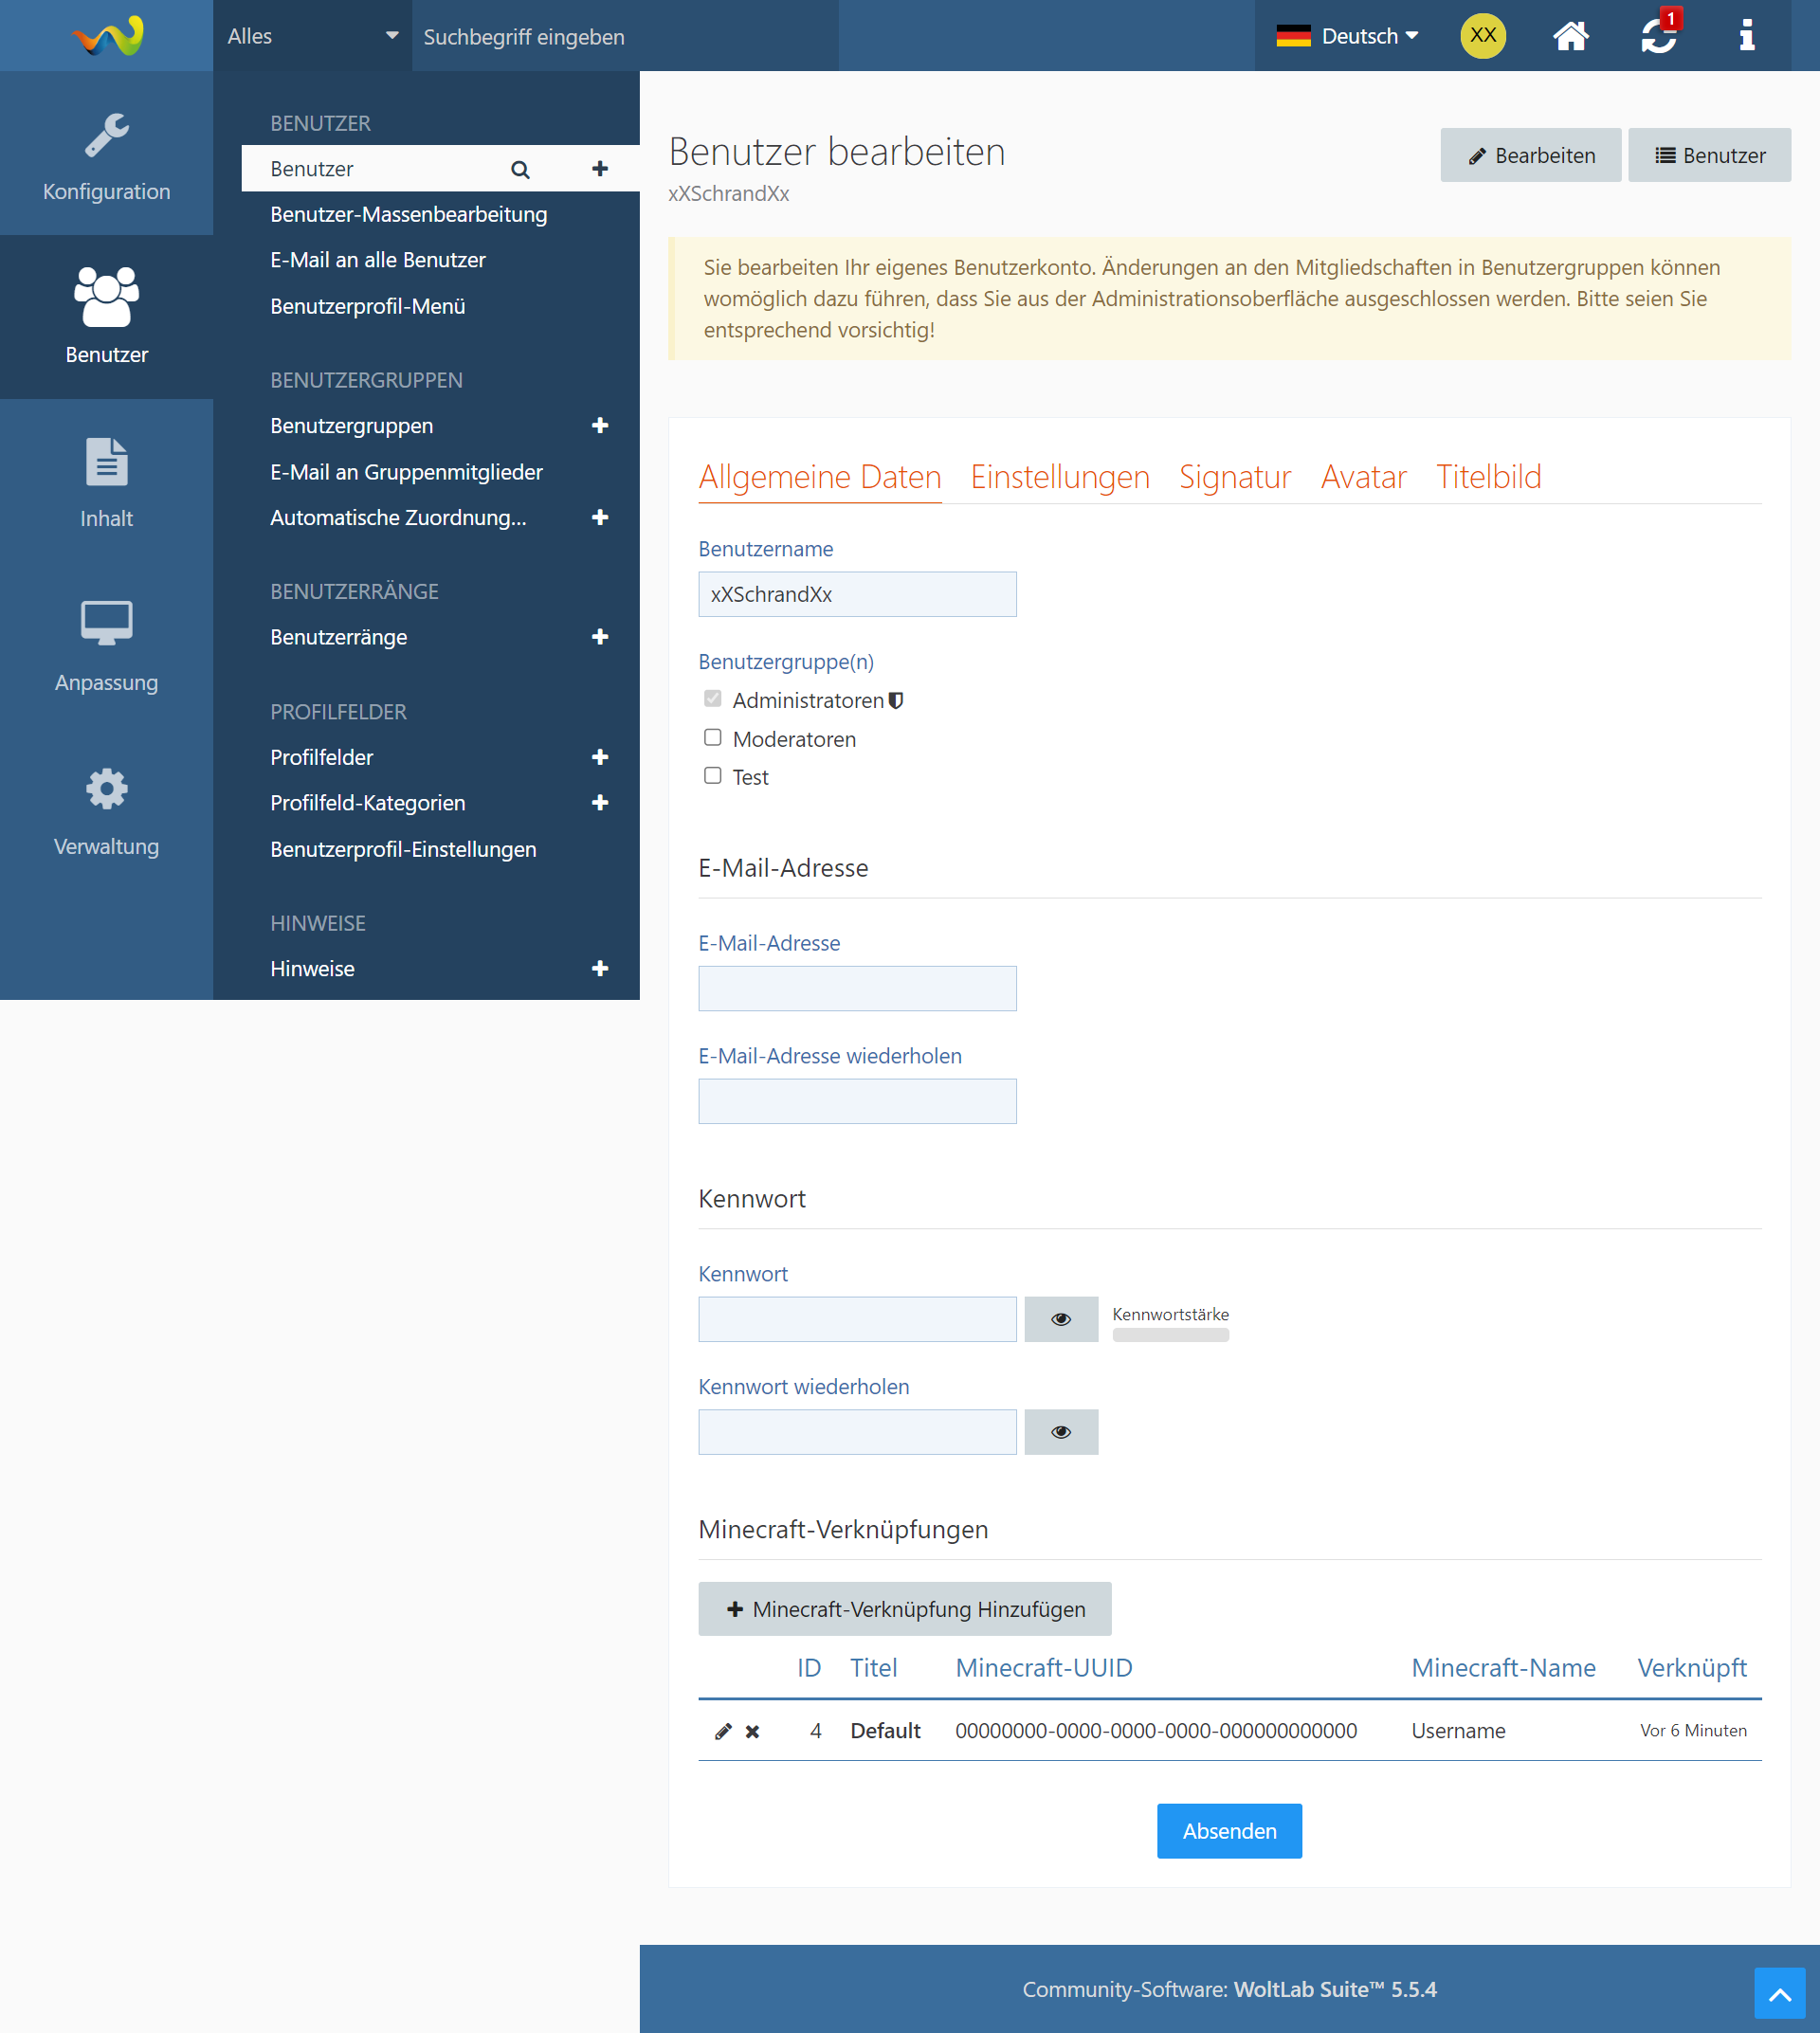 Alles
Suchbegriff eingeben
Deutsch
XX
1
Konfiguration
Benutzer
Inhalt
Anpassung
Verwaltung
BENUTZER
Benutzer
Benutzer-Massenbearbeitung
E-Mail an alle Benutzer
Benutzerprofil-Menü
BENUTZERGRUPPEN
Benutzergruppen
E-Mail an Gruppenmitglieder
Automatische Zuordnung...
BENUTZERRÄNGE
Benutzerränge
PROFILFELDER
Profilfelder
Profilfeld-Kategorien
Benutzerprofil-Einstellungen
HINWEISE
Hinweise
Benutzer bearbeiten
xXSchrandXx
Bearbeiten
Benutzer
Sie bearbeiten Ihr eigenes Benutzerkonto. Änderungen an den Mitgliedschaften in Benutzergruppen können
womöglich dazu führen, dass Sie aus der Administrationsoberfläche ausgeschlossen werden. Bitte seien Sie
entsprechend vorsichtig!
Allgemeine Daten Einstellungen Signatur Avatar Titelbild
Benutzername
xXSchrandXx
Benutzergruppe(n)
Administratoren
Moderatoren
Test
E-Mail-Adresse
E-Mail-Adresse
E-Mail-Adresse wiederholen
Kennwort
Kennwort
Kennwortstärke
Kennwort wiederholen
Minecraft-Verknüpfungen
Minecraft-Verknüpfung Hinzufügen
ID Titel Minecraft-UUID Minecraft-Name Verknüpft
4 Default 00000000-0000-0000-0000-000000000000 Username Vor 6 Minuten
Absenden
Community-Software: WoltLab Suite™ 5.5.4